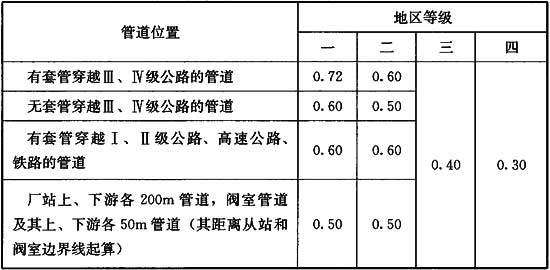 管道位置 地区等级
一 二 三 四
有套管穿越Ⅲ、Ⅳ级公路的管道 0.72 0.60
无套管穿越Ⅲ、Ⅳ级公路的管道 0.60 0.50
有套管穿越Ⅰ、Ⅱ级公路、高速公路、
铁路的管道 0.60 0.60 0.40 0.30
厂站上、下游各200m管道，阀室管道
及其上、下游各50m管道（其距离从站和
阀室边界线起算） 0.50 0.50